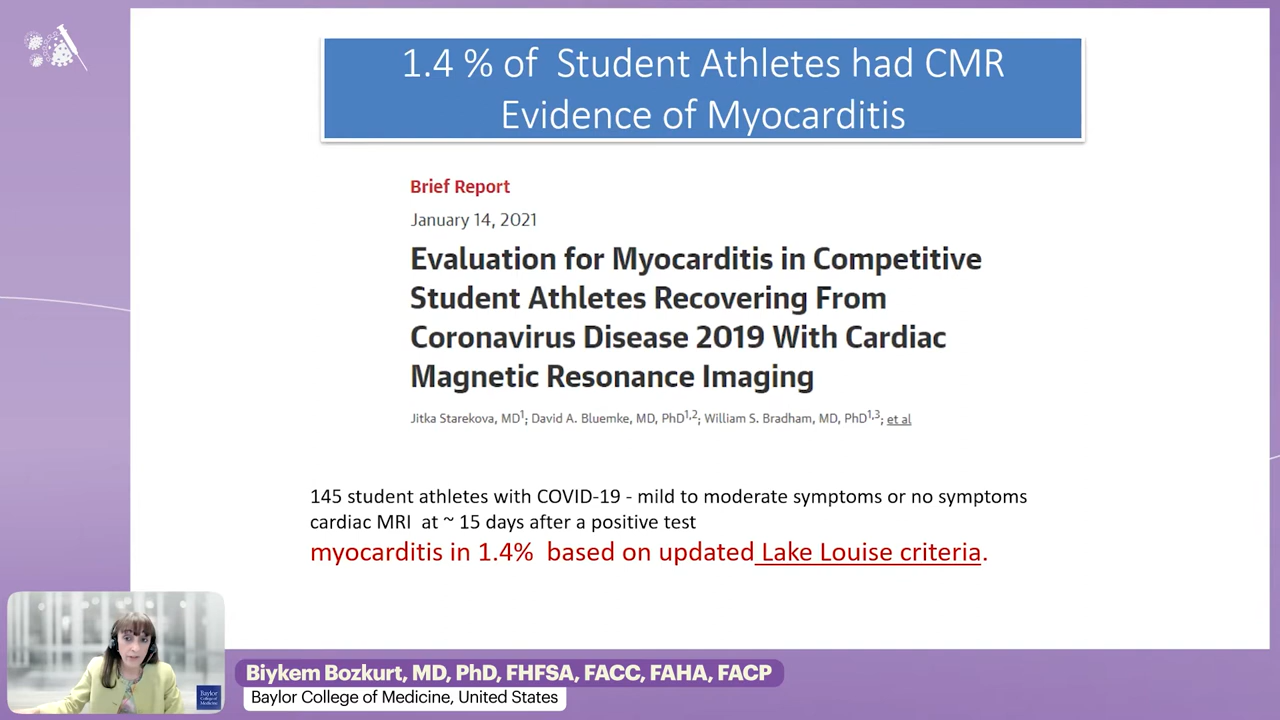 1.4 % of Student Athletes had CMR
Evidence of Myocarditis
Brief Report
January 14, 2021
Evaluation for Myocarditis in Competitive
Student Athletes Recovering From
Coronavirus Disease 2019 With Cardiac
Magnetic Resonance Imaging
Jitka Starekova, MD1; David A. Bluemke, MD, PhD1,2; William S. Bradham, MD, PhD1,3; et al
145 student athletes with COVID-19 - mild to moderate symptoms or no symptoms
cardiac MRI at ~ 15 days after a positive test
myocarditis in 1.4% based on updated Lake Louise criteria.
Baylor
College of
Medicine
Biykem Bozkurt, MD, PhD, FHFSA, FACC, FAHA, FACP
Baylor College of Medicine, United States